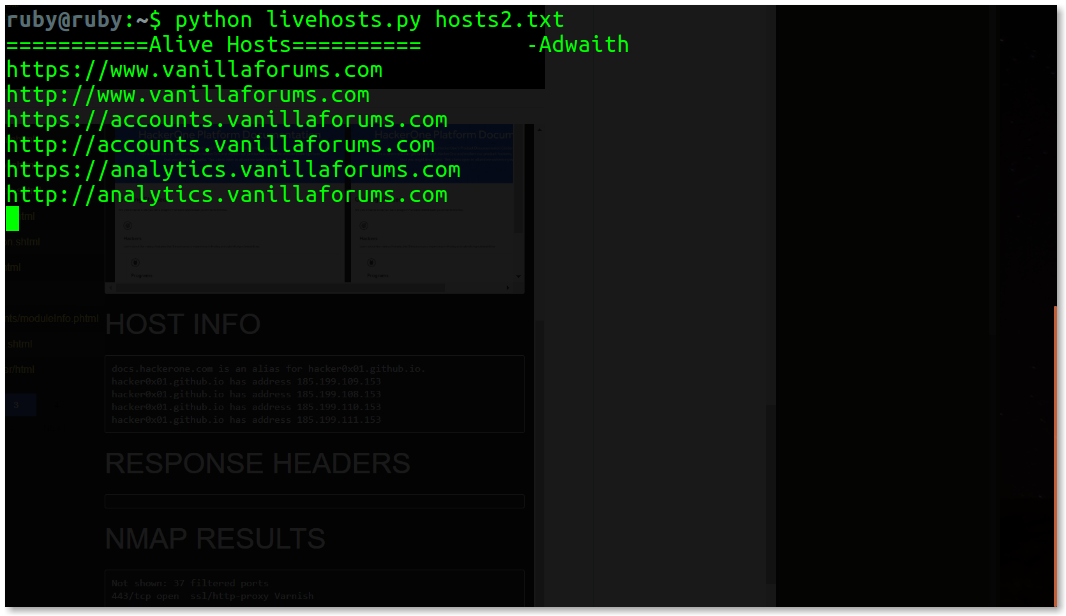 ruby@ruby:~$ python livehosts.py hosts2.txt
===========Alive Hosts========== -Adwaith
https://www.vanillaforums.com
http://www.vanillaforums.com
https://accounts.vanillaforums.com
http://accounts.vanillaforums.com
https://analytics.vanillaforums.com
http://analytics.vanillaforums.com
HOST INFO
docs.hackerone.com is an alias for hacker0x01.github.io.
hacker0x01.github.io has address 185.199.109.153
hacker0x01.github.io has address 185.199.108.153
hacker0x01.github.io has address 185.199.110.153
hacker0x01.github.io has address 185.199.111.153
RESPONSE HEADERS
NMAP RESULTS
Not shown: 37 filtered ports
443/tcp open ssl/http-proxy Varnish